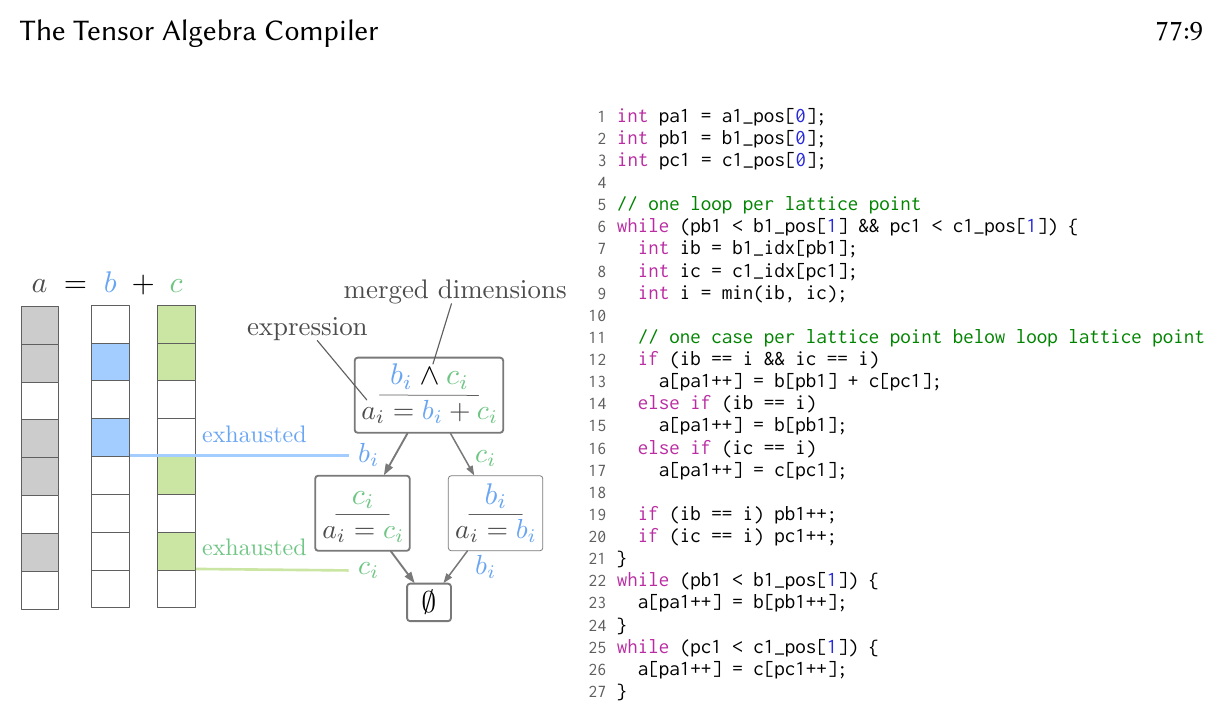 The Tensor Algebra Compiler 77:9
a = b + c
merged dimensions
expression
b_i ∧ c_i
a_i = b_i + c_i
exhausted
b_i
c_i
c_i
a_i = c_i
b_i
a_i = b_i
exhausted
c_i
b_i
∅
1 int pa1 = a1_pos[0];
2 int pb1 = b1_pos[0];
3 int pc1 = c1_pos[0];
4
5 // one loop per lattice point
6 while (pb1 < b1_pos[1] && pc1 < c1_pos[1]) {
7   int ib = b1_idx[pb1];
8   int ic = c1_idx[pc1];
9   int i = min(ib, ic);
10
11   // one case per lattice point below loop lattice point
12   if (ib == i && ic == i)
13     a[pa1++] = b[pb1] + c[pc1];
14   else if (ib == i)
15     a[pa1++] = b[pb1];
16   else if (ic == i)
17     a[pa1++] = c[pc1];
18
19   if (ib == i) pb1++;
20   if (ic == i) pc1++;
21 }
22 while (pb1 < b1_pos[1]) {
23   a[pa1++] = b[pb1++];
24 }
25 while (pc1 < c1_pos[1]) {
26   a[pa1++] = c[pc1++];
27 }